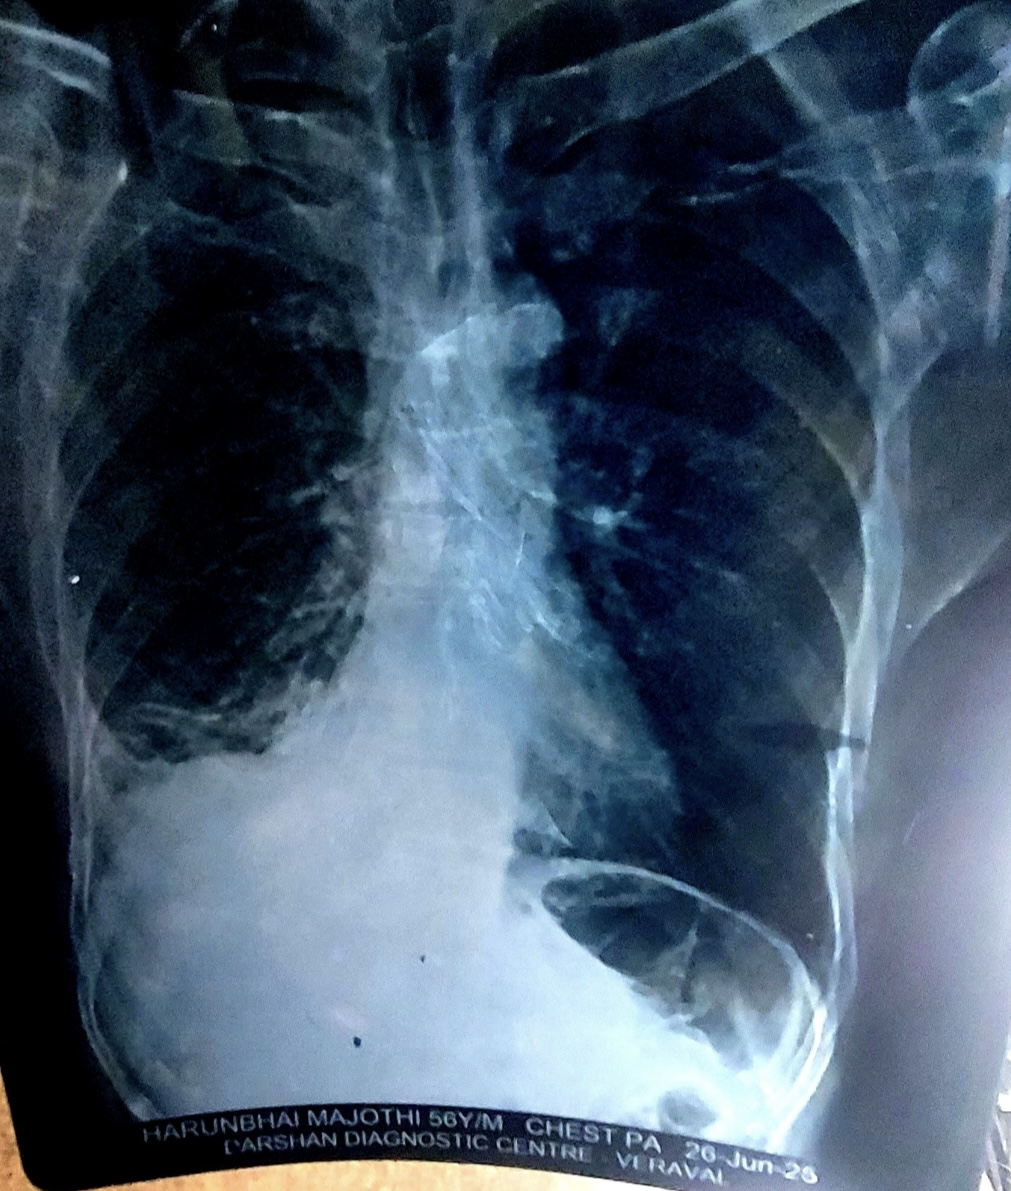 HARUNBHAI MAJOTHI 56Y/M CHEST PA 26-Jun-25
DARSHAN DIAGNOSTIC CENTRE - VERAVAL